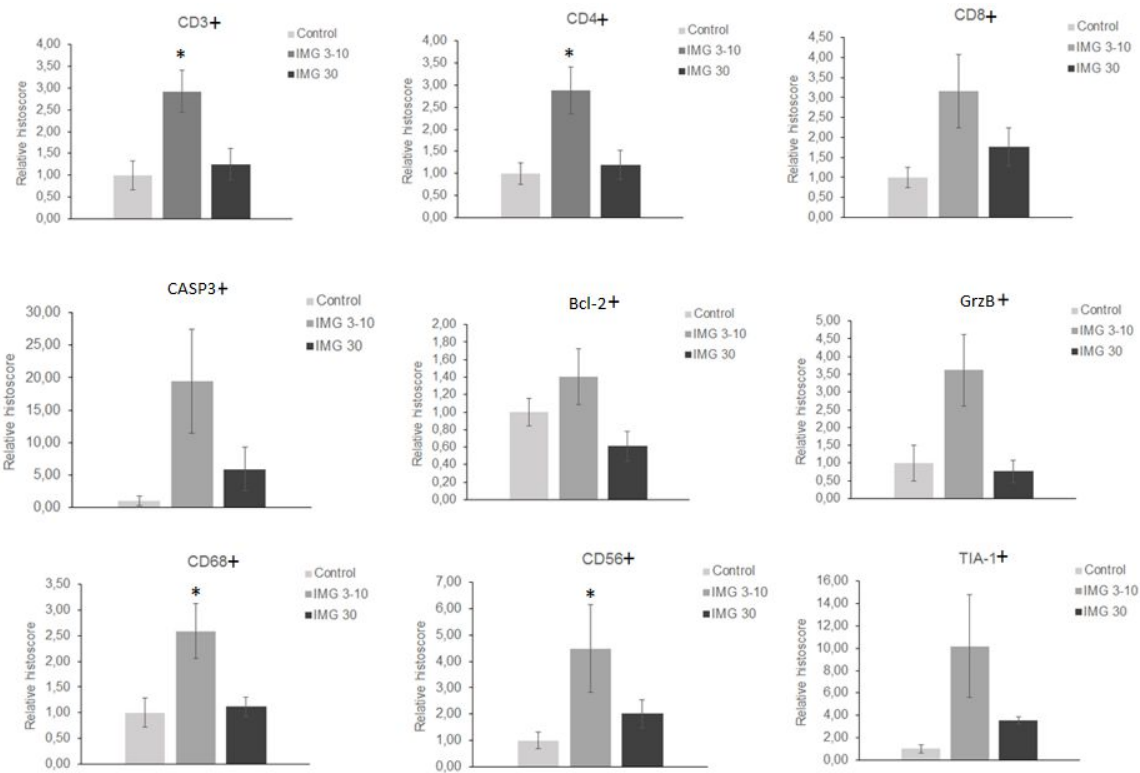 CD3+
Control
IMG 3-10
IMG 30
*
Relative histoscore
4,00
3,50
3,00
2,50
2,00
1,50
1,00
0,50
0,00
CD4+
Control
IMG 3-10
IMG 30
*
Relative histoscore
4,00
3,50
3,00
2,50
2,00
1,50
1,00
0,50
0,00
CD8+
Control
IMG 3-10
IMG 30
Relative histoscore
4,50
4,00
3,50
3,00
2,50
2,00
1,50
1,00
0,50
0,00
CASP3+
Control
IMG 3-10
IMG 30
Relative histoscore
30,00
25,00
20,00
15,00
10,00
5,00
0,00
Bcl-2+
Control
IMG 3-10
IMG 30
Relative histoscore
2,00
1,80
1,60
1,40
1,20
1,00
0,80
0,60
0,40
0,20
0,00
GrzB+
Control
IMG 3-10
IMG 30
Relative histoscore
5,00
4,50
4,00
3,50
3,00
2,50
2,00
1,50
1,00
0,50
0,00
CD68+
Control
IMG 3-10
IMG 30
*
Relative histoscore
3,50
3,00
2,50
2,00
1,50
1,00
0,50
0,00
CD56+
Control
IMG 3-10
IMG 30
*
Relative histoscore
7,00
6,00
5,00
4,00
3,00
2,00
1,00
0,00
TIA-1+
Control
IMG 3-10
IMG 30
Relative histoscore
16,00
14,00
12,00
10,00
8,00
6,00
4,00
2,00
0,00